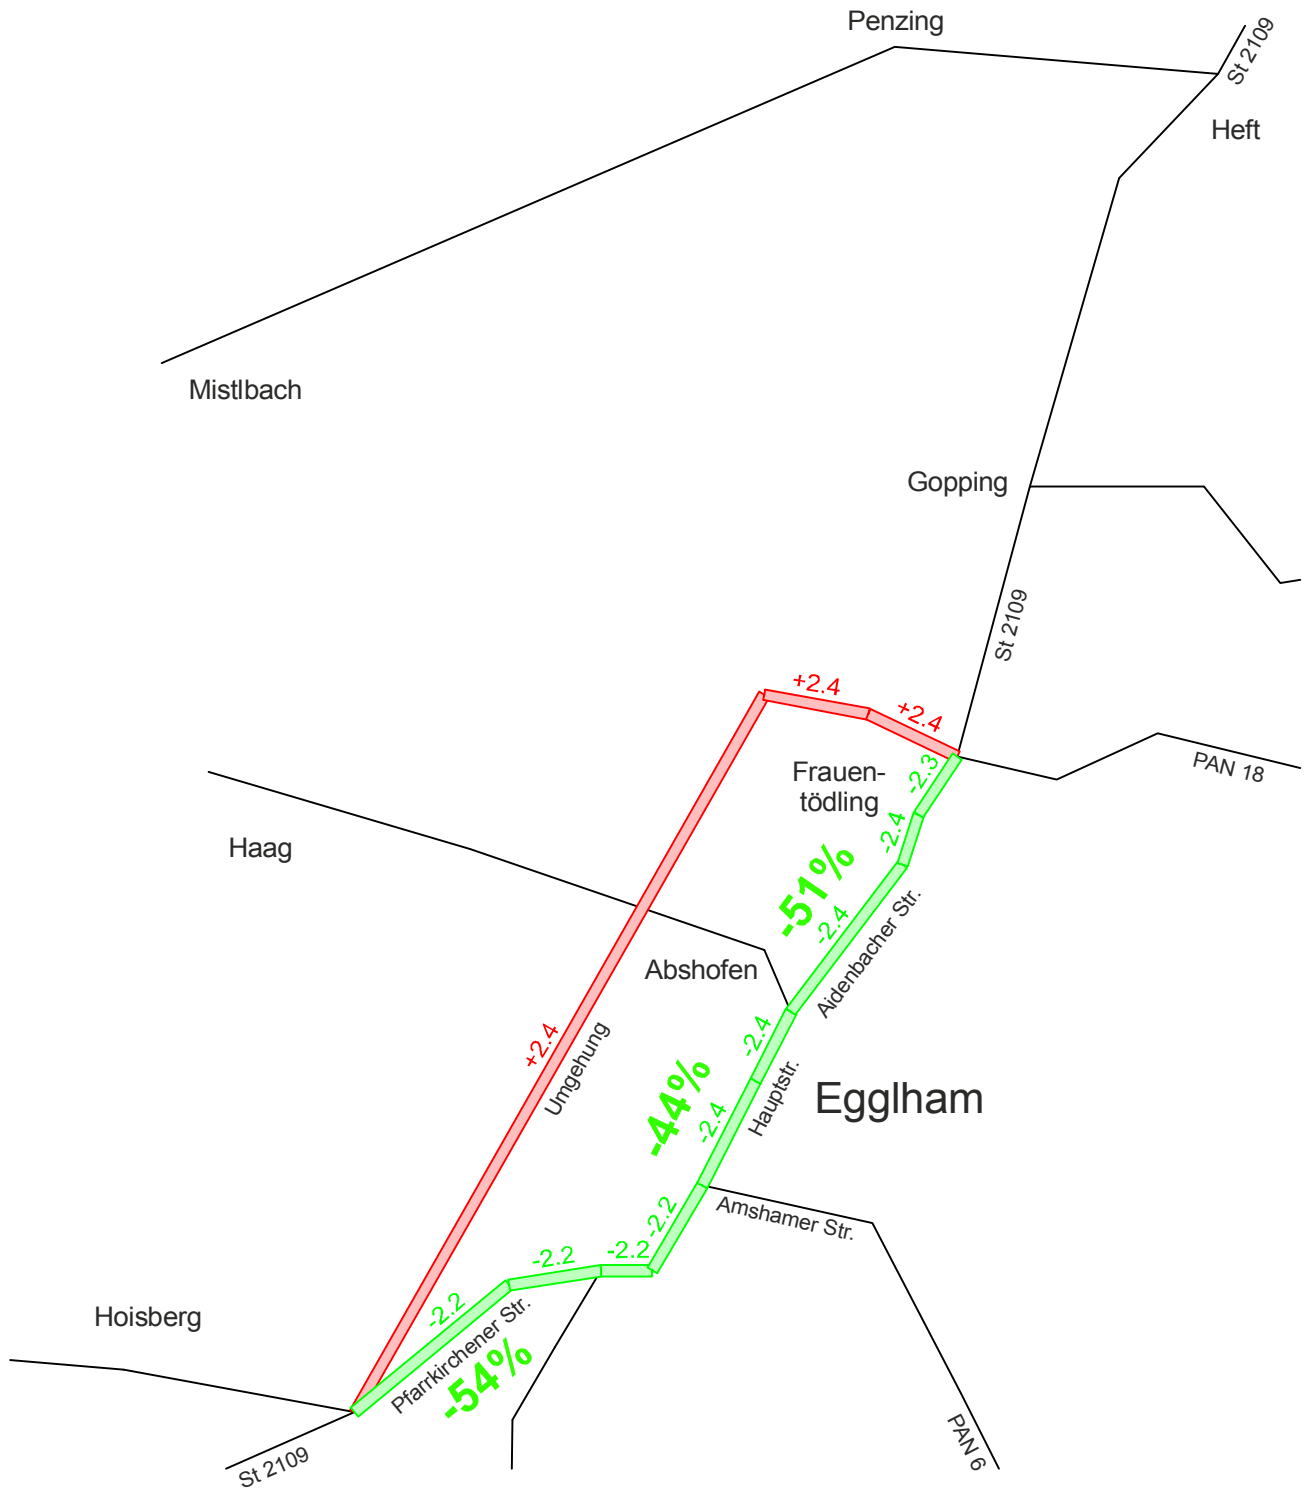 Penzing
St 2109
Heft
Mistlbach
Gopping
St 2109
+2.4
+2.4
PAN 18
Frauen-
tödling
-2.3
-2.4
Haag
-51%
-2.4
Aidenbacher Str.
Abshofen
+2.4
Umgehung
-2.4
-44%
-2.4
Hauptstr.
Egglham
-2.2
Amshamer Str.
-2.2
-2.2
-2.2
Pfarrkirchener Str.
Hoisberg
-54%
St 2109
PAN 6